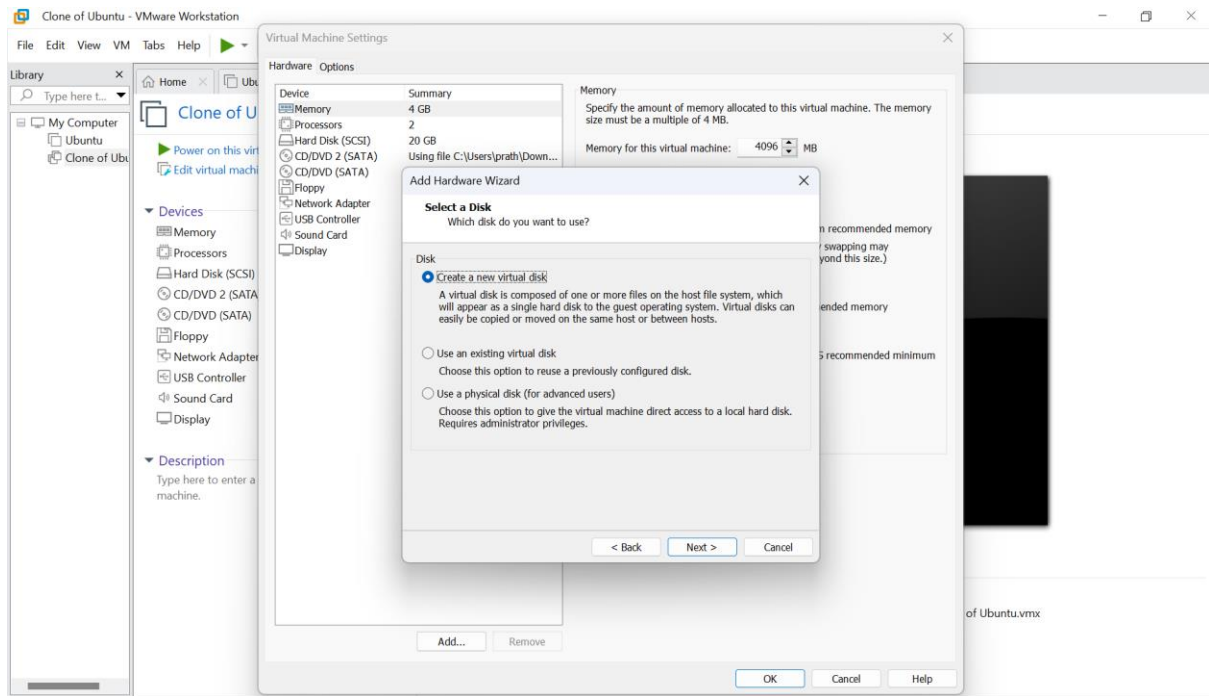 Clone of Ubuntu - VMware Workstation
File Edit View VM Tabs Help
Library
Type here t...
My Computer
Ubuntu
Clone of Ubu
Home
Ubu
Clone of U
Power on this virt
Edit virtual machi
Devices
Memory
Processors
Hard Disk (SCSI)
CD/DVD 2 (SATA
CD/DVD (SATA)
Floppy
Network Adapter
USB Controller
Sound Card
Display
Description
Type here to enter a
machine.
Virtual Machine Settings
Hardware Options
Device Summary
Memory 4 GB
Processors 2
Hard Disk (SCSI) 20 GB
CD/DVD 2 (SATA) Using file C:\Users\prath\Down...
CD/DVD (SATA)
Floppy
Network Adapter
USB Controller
Sound Card
Display
Memory
Specify the amount of memory allocated to this virtual machine. The memory
size must be a multiple of 4 MB.
Memory for this virtual machine: 4096 MB
recommended memory
swapping may
yond this size.)
ended memory
recommended minimum
Add Hardware Wizard
Select a Disk
Which disk do you want to use?
Disk
Create a new virtual disk
A virtual disk is composed of one or more files on the host file system, which
will appear as a single hard disk to the guest operating system. Virtual disks can
easily be copied or moved on the same host or between hosts.
Use an existing virtual disk
Choose this option to reuse a previously configured disk.
Use a physical disk (for advanced users)
Choose this option to give the virtual machine direct access to a local hard disk.
Requires administrator privileges.
< Back Next > Cancel
Add... Remove
OK Cancel Help
of Ubuntu.vmx